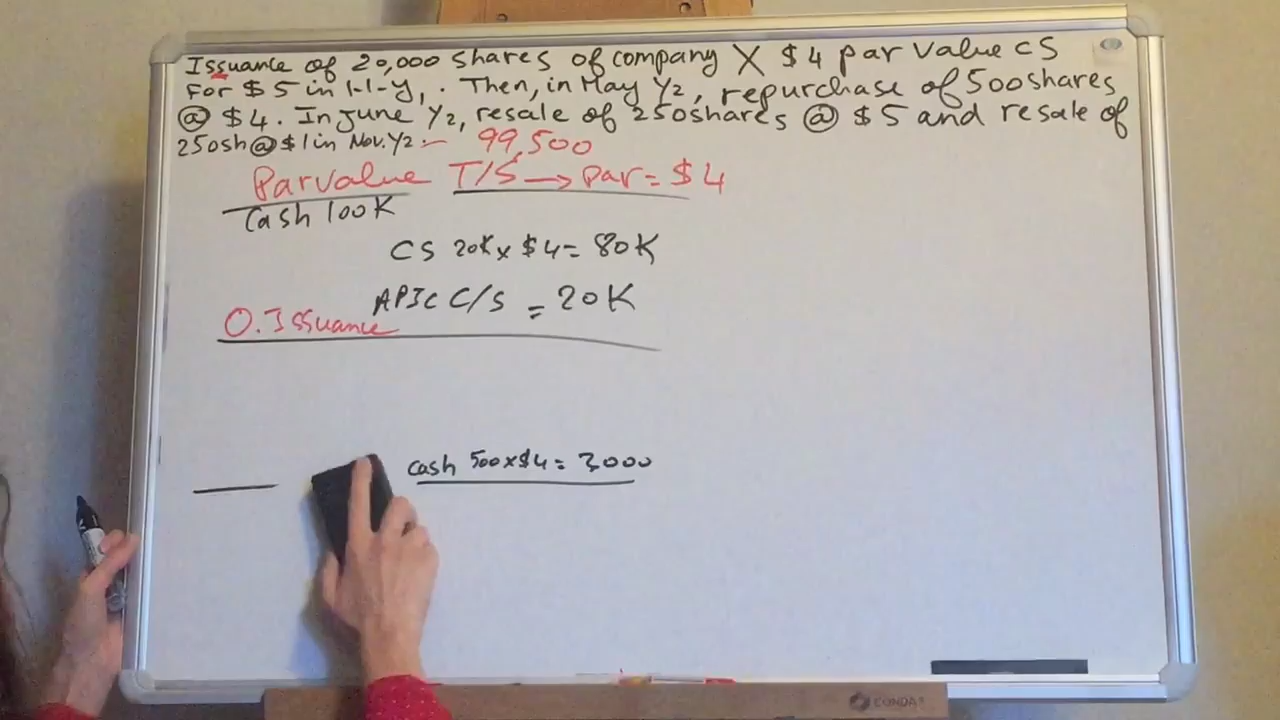 Issuance of 20,000 shares of company X $4 par value CS
For $5 in 1-1-Y1. Then, in May Y2, repurchase of 500 shares
@ $4. In June Y2, resale of 250 shares @ $5 and resale of
250sh@$1 in Nov. Y2:- 99,500
Par value T/S → par = $4
Cash 100K
CS 20K x $4 = 80K
APIC C/S = 20K
O. Issuance
cash 500x$4 = 2,000
CONDA